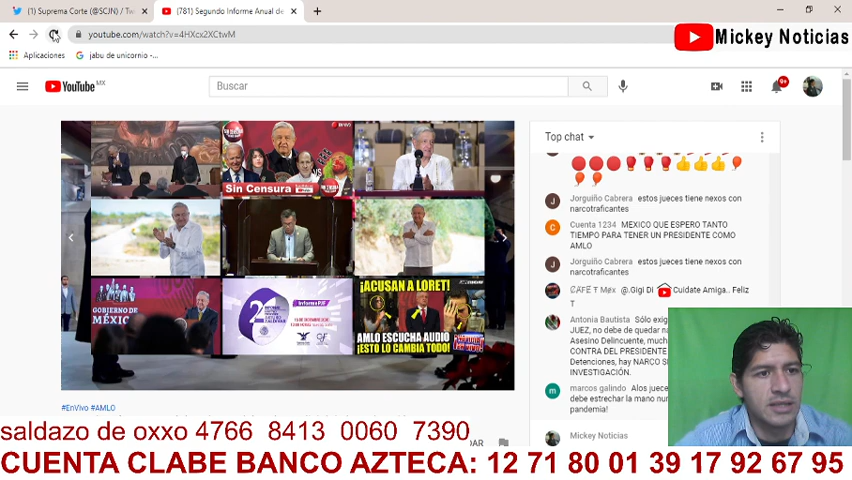 (1) Suprema Corte (@SCJN) / Tw
(781) Segundo Informe Anual de
youtube.com/watch?v=4HXcx2XCtwM
Mickey Noticias
Aplicaciones
jabu de unicornio -...
YouTube MX
Buscar
9+
Sin Censura
GOBIERNO DE
MÉXICO
2
Informe PJF
¡ACUSAN A LORET!
AMLO ESCUCHA AUDIO
¡ESTO LO CAMBIA TODO!
Top chat
J Jorguiño Cabrera estos jueces tiene nexos con
narcotraficantes
C Cuenta 1234 MEXICO QUE ESPERO TANTO
TIEMPO PARA TENER UN PRESIDENTE COMO
AMLO
J Jorguiño Cabrera estos jueces tiene nexos con
narcotraficantes
@.Gigi Di Cuidate Amiga.. Feliz
T
Antonia Bautista Sólo exig
JUEZ, no debe de quedar n
Asesino Delincuente, much
CONTRA DEL PRESIDENTE
Detenciones, hay NARCO S
INVESTIGACIÓN.
m marcos galindo Alos juece
debe estrechar la mano nu
pandemia!
Mickey Noticias
#EnVivo #AMLO
saldazo de oxxo 4766 8413 0060 7390
CUENTA CLABE BANCO AZTECA: 12 71 80 01 39 17 92 67 95